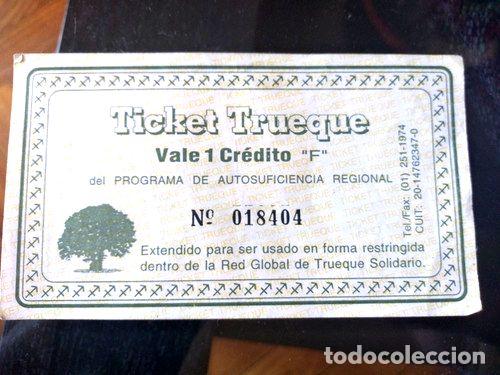 Ticket Trueque
Vale 1 Crédito "F"
del PROGRAMA DE AUTOSUFICIENCIA REGIONAL
Nº 018404
Extendido para ser usado en forma restringida
dentro de la Red Global de Trueque Solidario.
Tel./Fax: (01) 251-1974
CUIT: 20-14762347-0
todocoleccion